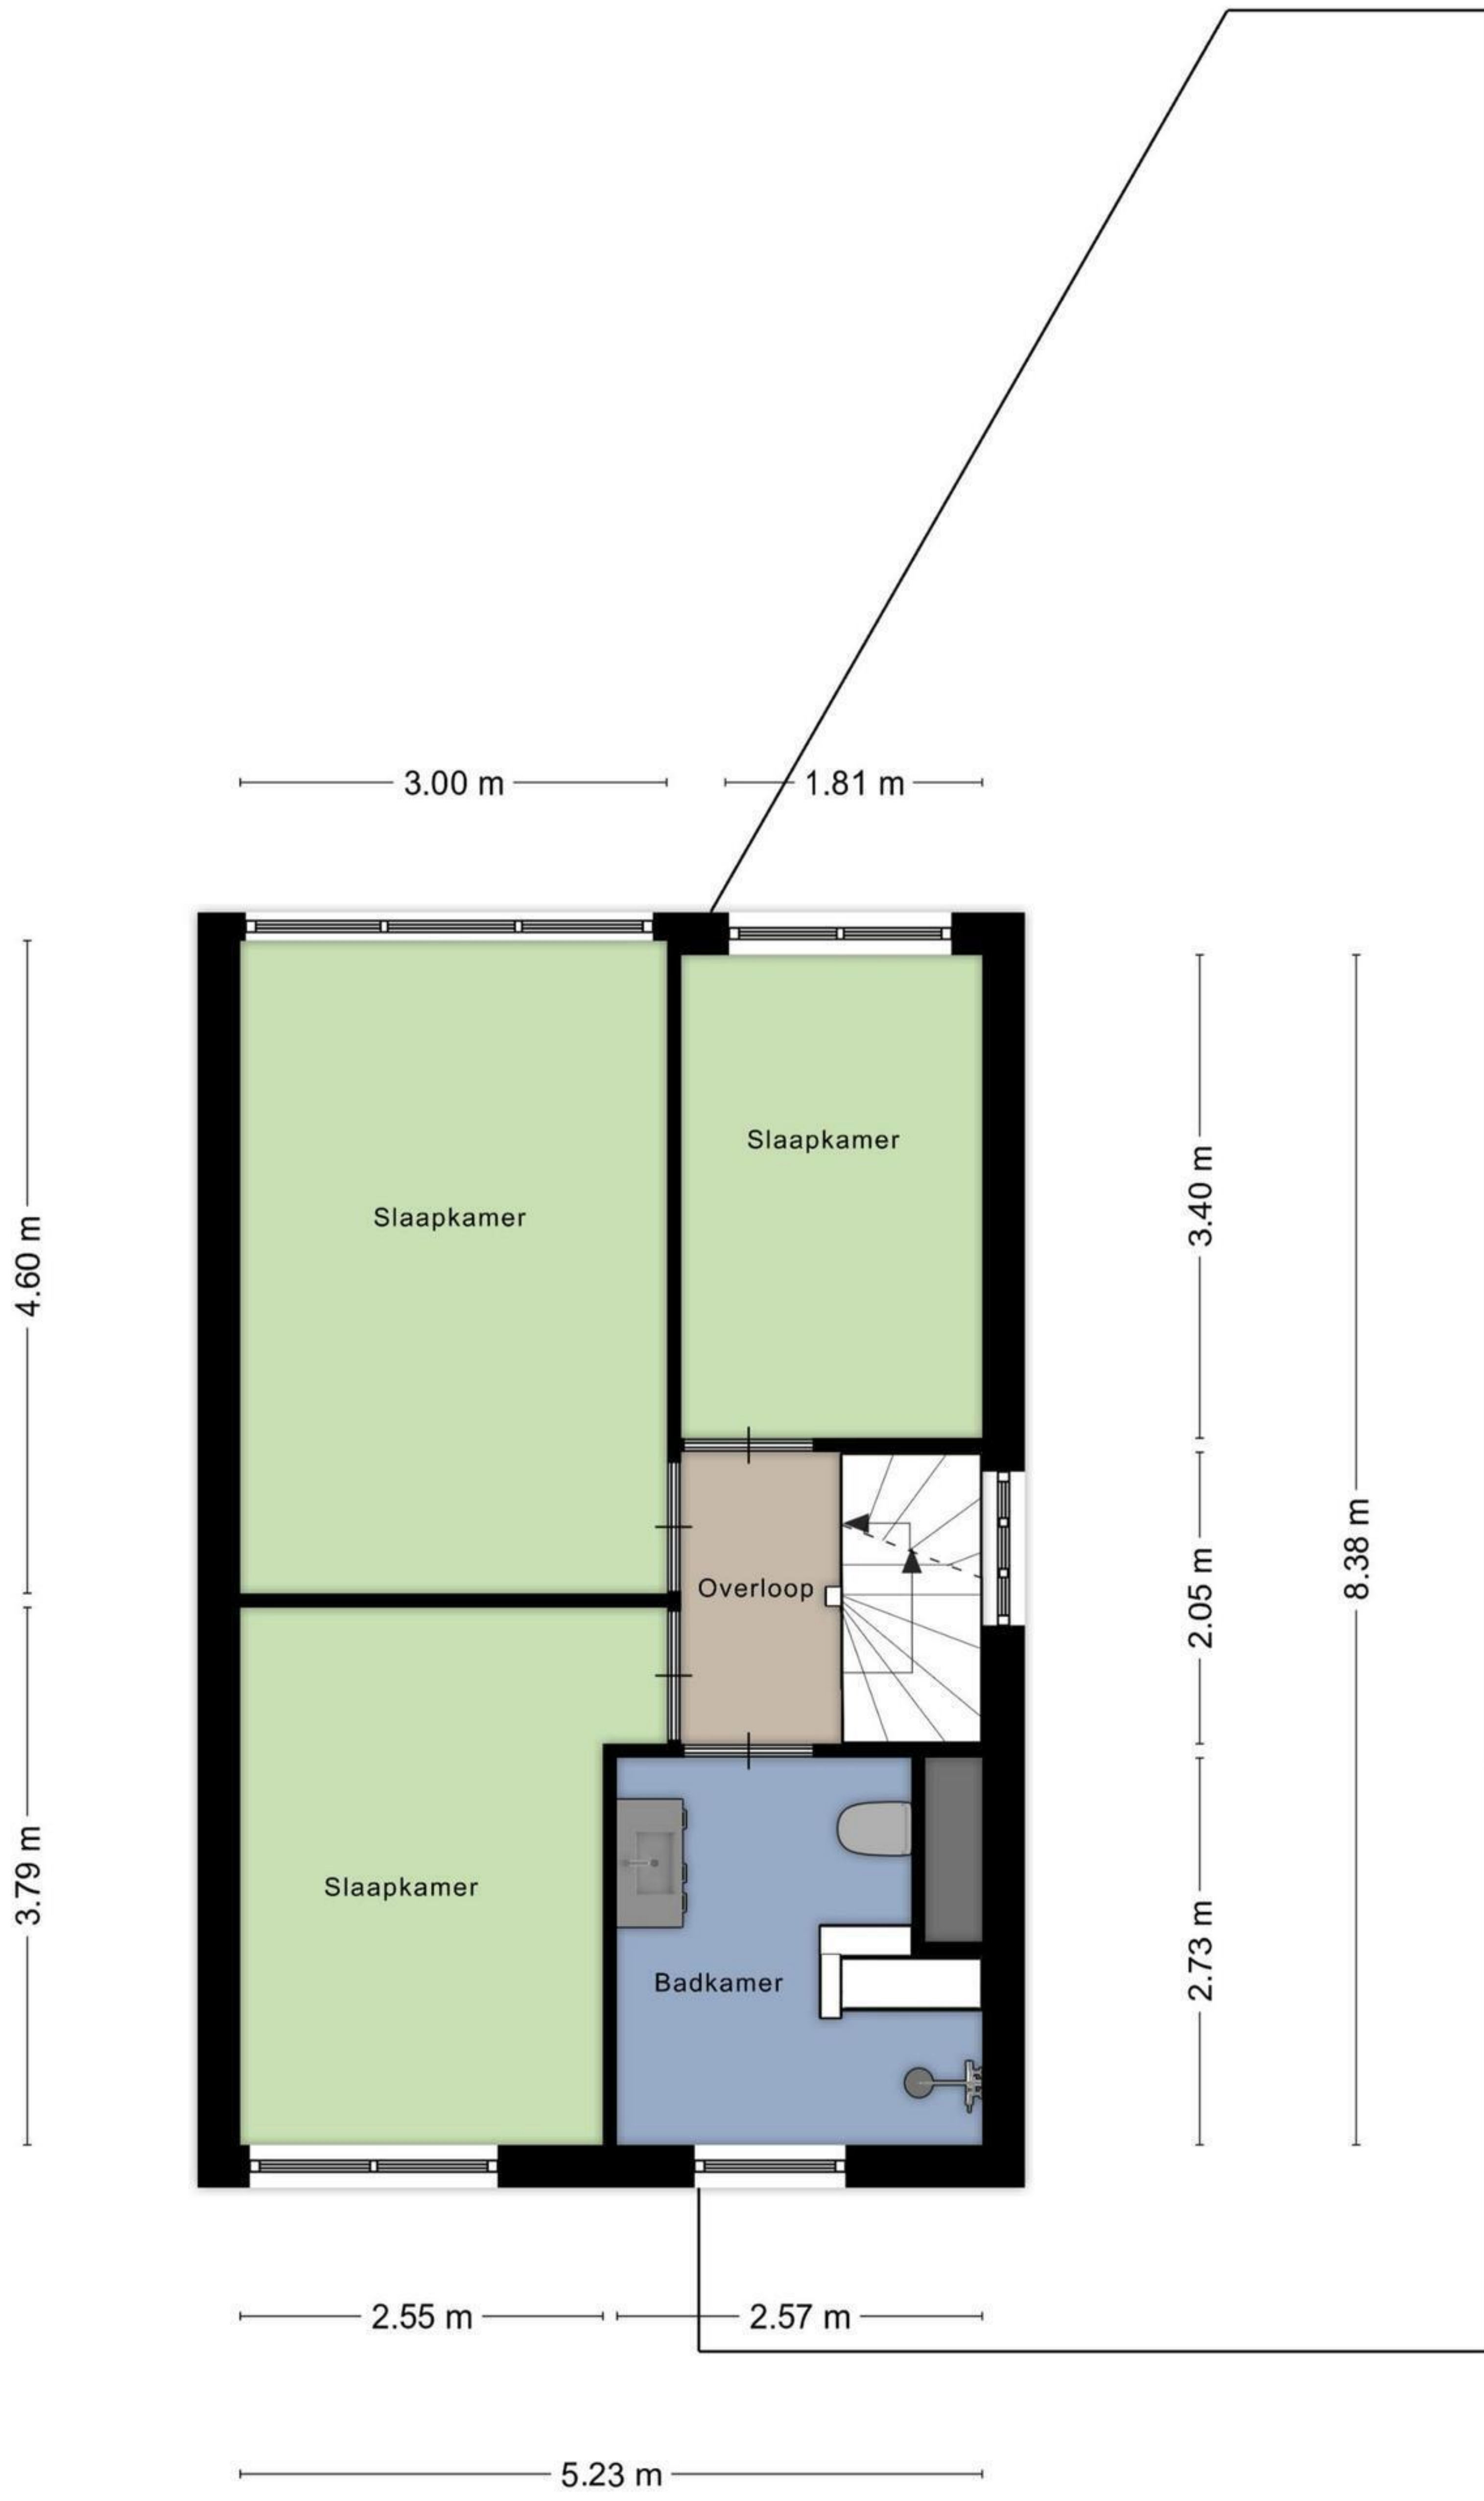 3.00 m
1.81 m
Slaapkamer
Slaapkamer
3.40 m
4.60 m
Overloop
2.05 m
8.38 m
Slaapkamer
3.79 m
Badkamer
2.73 m
2.55 m
2.57 m
5.23 m